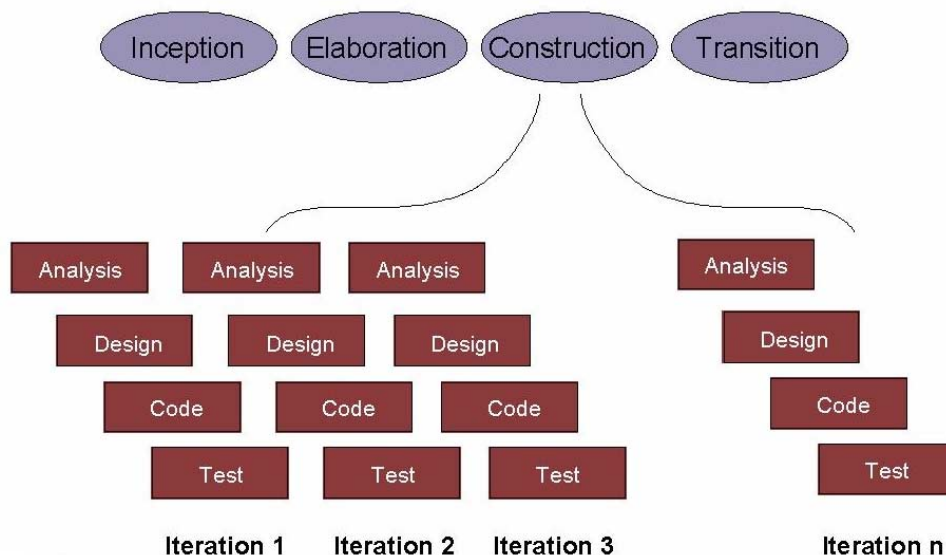 Inception Elaboration Construction Transition
Analysis Analysis Analysis Analysis
Design Design Design Design
Code Code Code Code
Test Test Test Test
Iteration 1 Iteration 2 Iteration 3 Iteration n